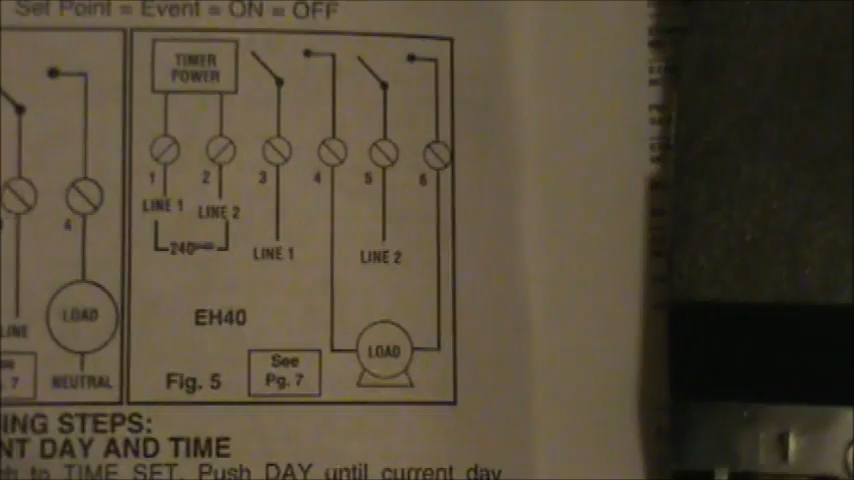 Set Point = Event = ON = OFF
TIMER
POWER
1
2
3
4
5
6
LINE 1
LINE 2
240
LINE 1
LINE 2
EH40
LOAD
Fig. 5
See
Pg. 7
4
LINE
LOAD
7
NEUTRAL
ING STEPS:
NT DAY AND TIME
to TIME SET. Push DAY until current day